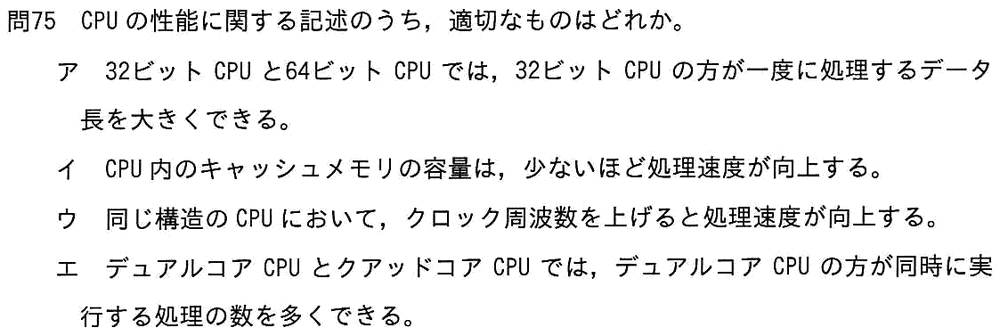 問75 CPU の性能に関する記述のうち，適切なものはどれか。
ア 32ビット CPU と64ビット CPU では，32ビット CPU の方が一度に処理するデータ
長を大きくできる。
イ CPU 内のキャッシュメモリの容量は，少ないほど処理速度が向上する。
ウ 同じ構造の CPU において，クロック周波数を上げると処理速度が向上する。
エ デュアルコア CPU とクアッドコア CPU では，デュアルコア CPU の方が同時に実
行する処理の数を多くできる。